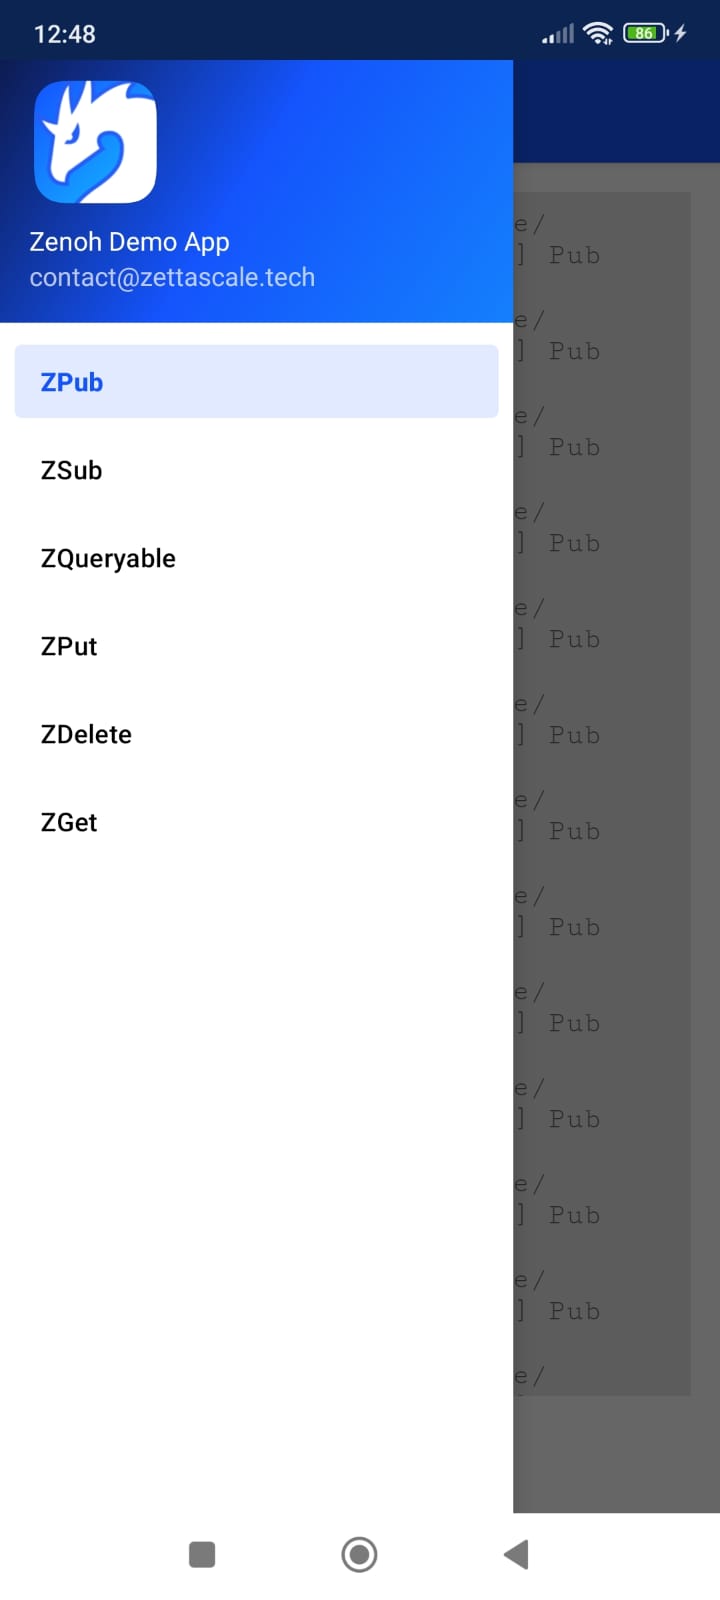 12:48
86
Zenoh Demo App
contact@zettascale.tech
ZPub
ZSub
ZQueryable
ZPut
ZDelete
ZGet
e/
] Pub
e/
] Pub
e/
] Pub
e/
] Pub
e/
] Pub
e/
] Pub
e/
] Pub
e/
] Pub
e/
] Pub
e/
] Pub
e/
] Pub
e/
] Pub
e/